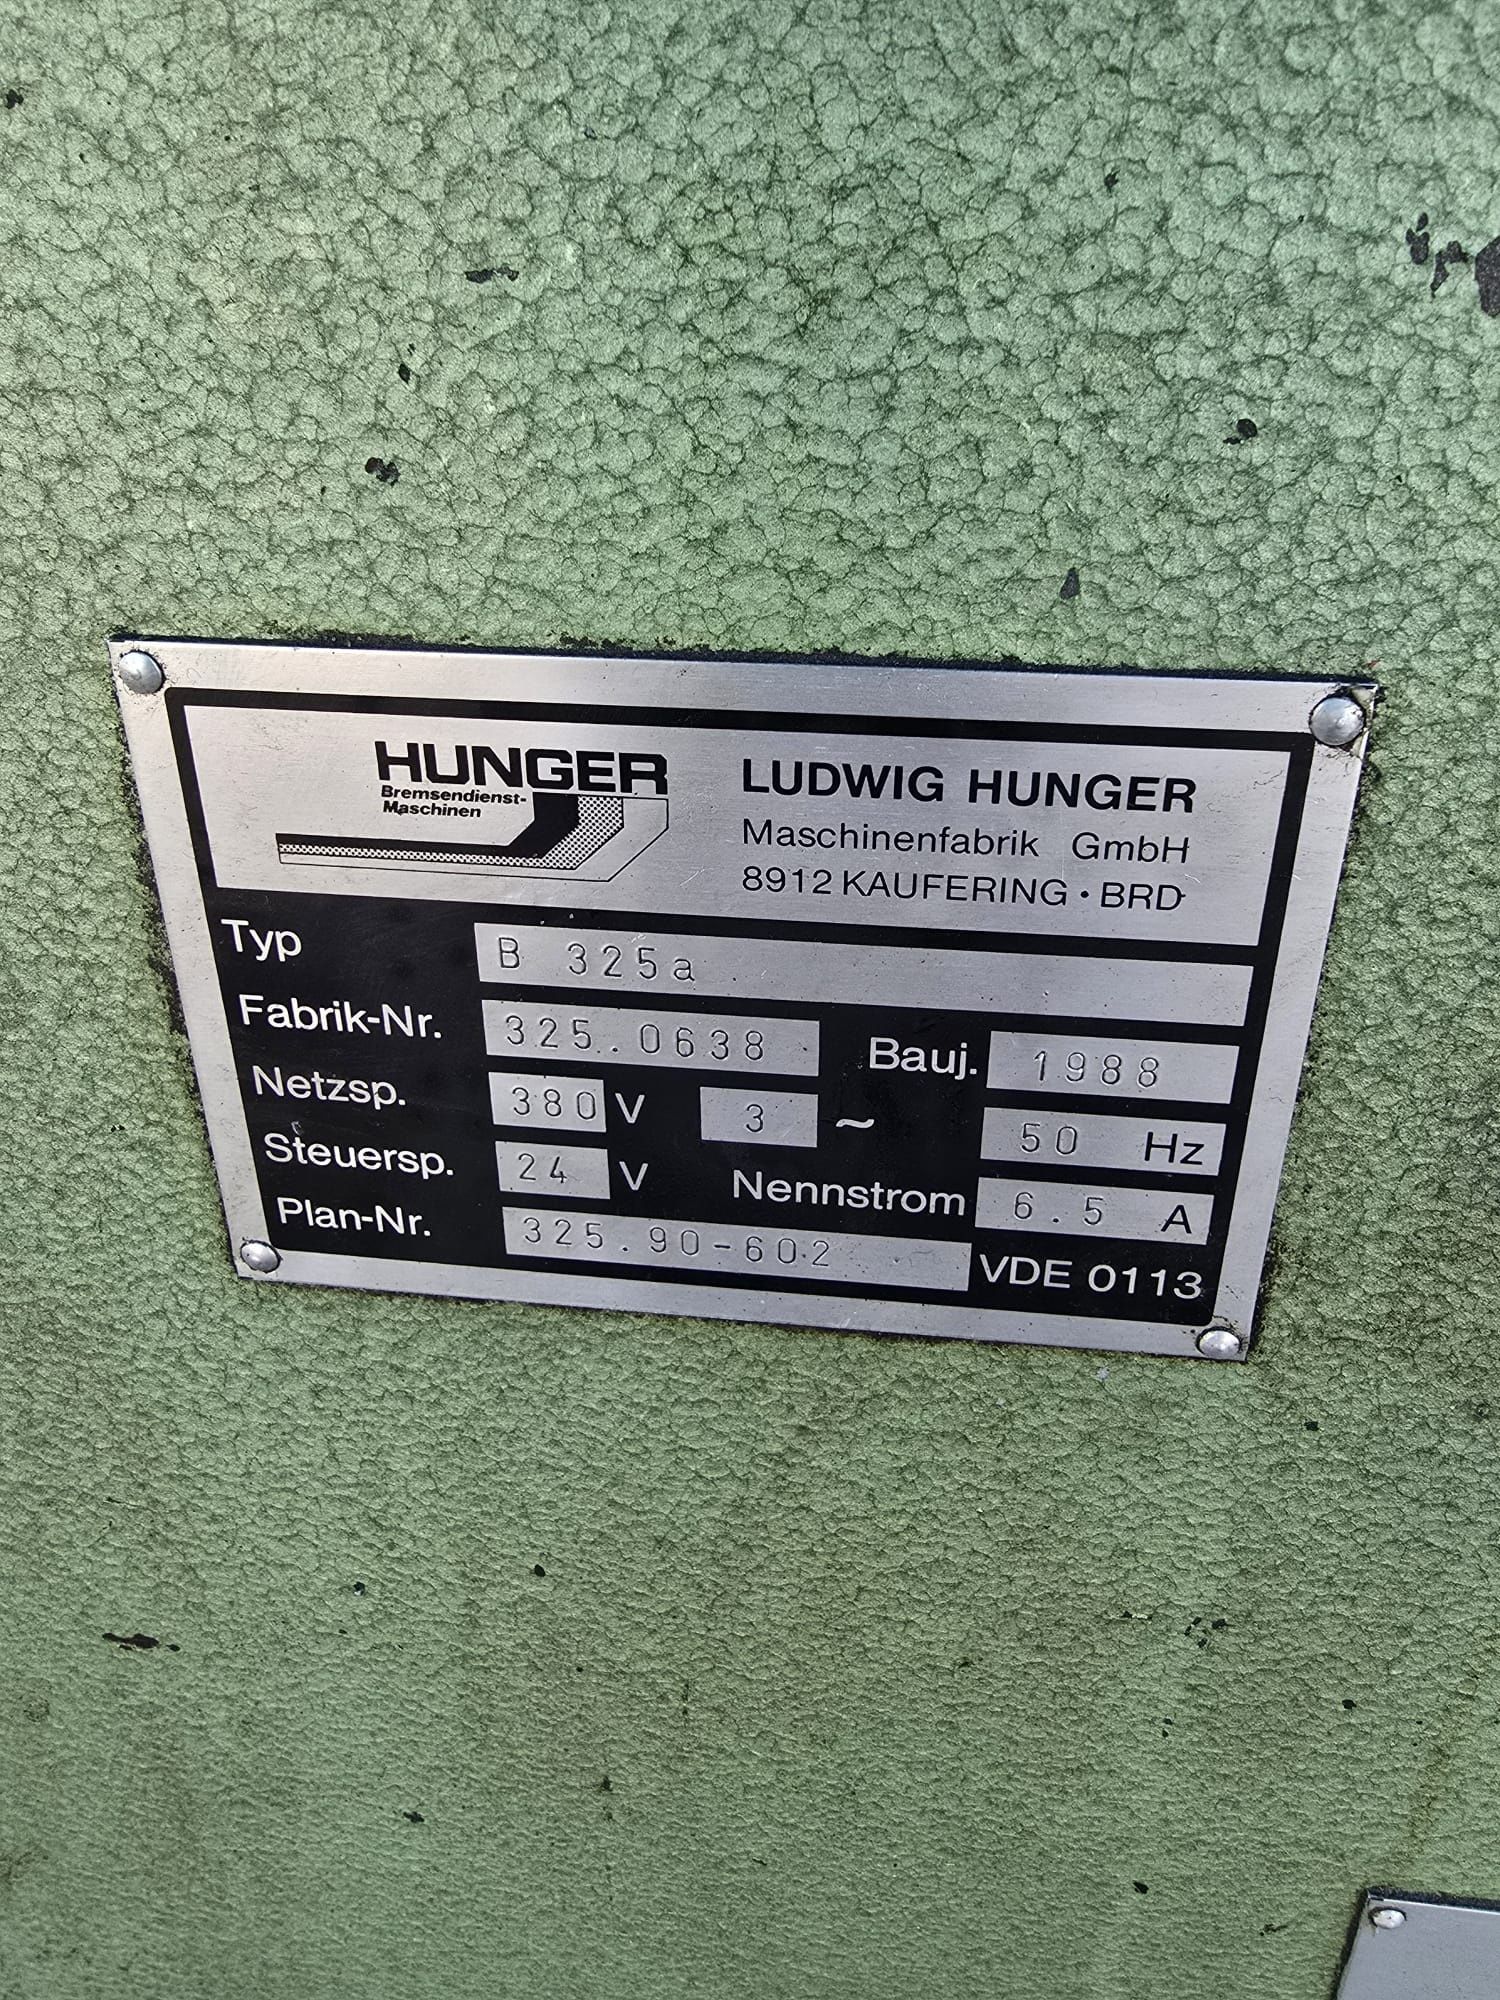 HUNGER
Bremsendienst-
Maschinen
LUDWIG HUNGER
Maschinenfabrik GmbH
8912 KAUFERING · BRD
Typ B 325a
Fabrik-Nr. 325.0638 Bauj. 1988
Netzsp. 380 V 3 ~ 50 Hz
Steuersp. 24 V Nennstrom 6.5 A
Plan-Nr. 325.90-602 VDE 0113